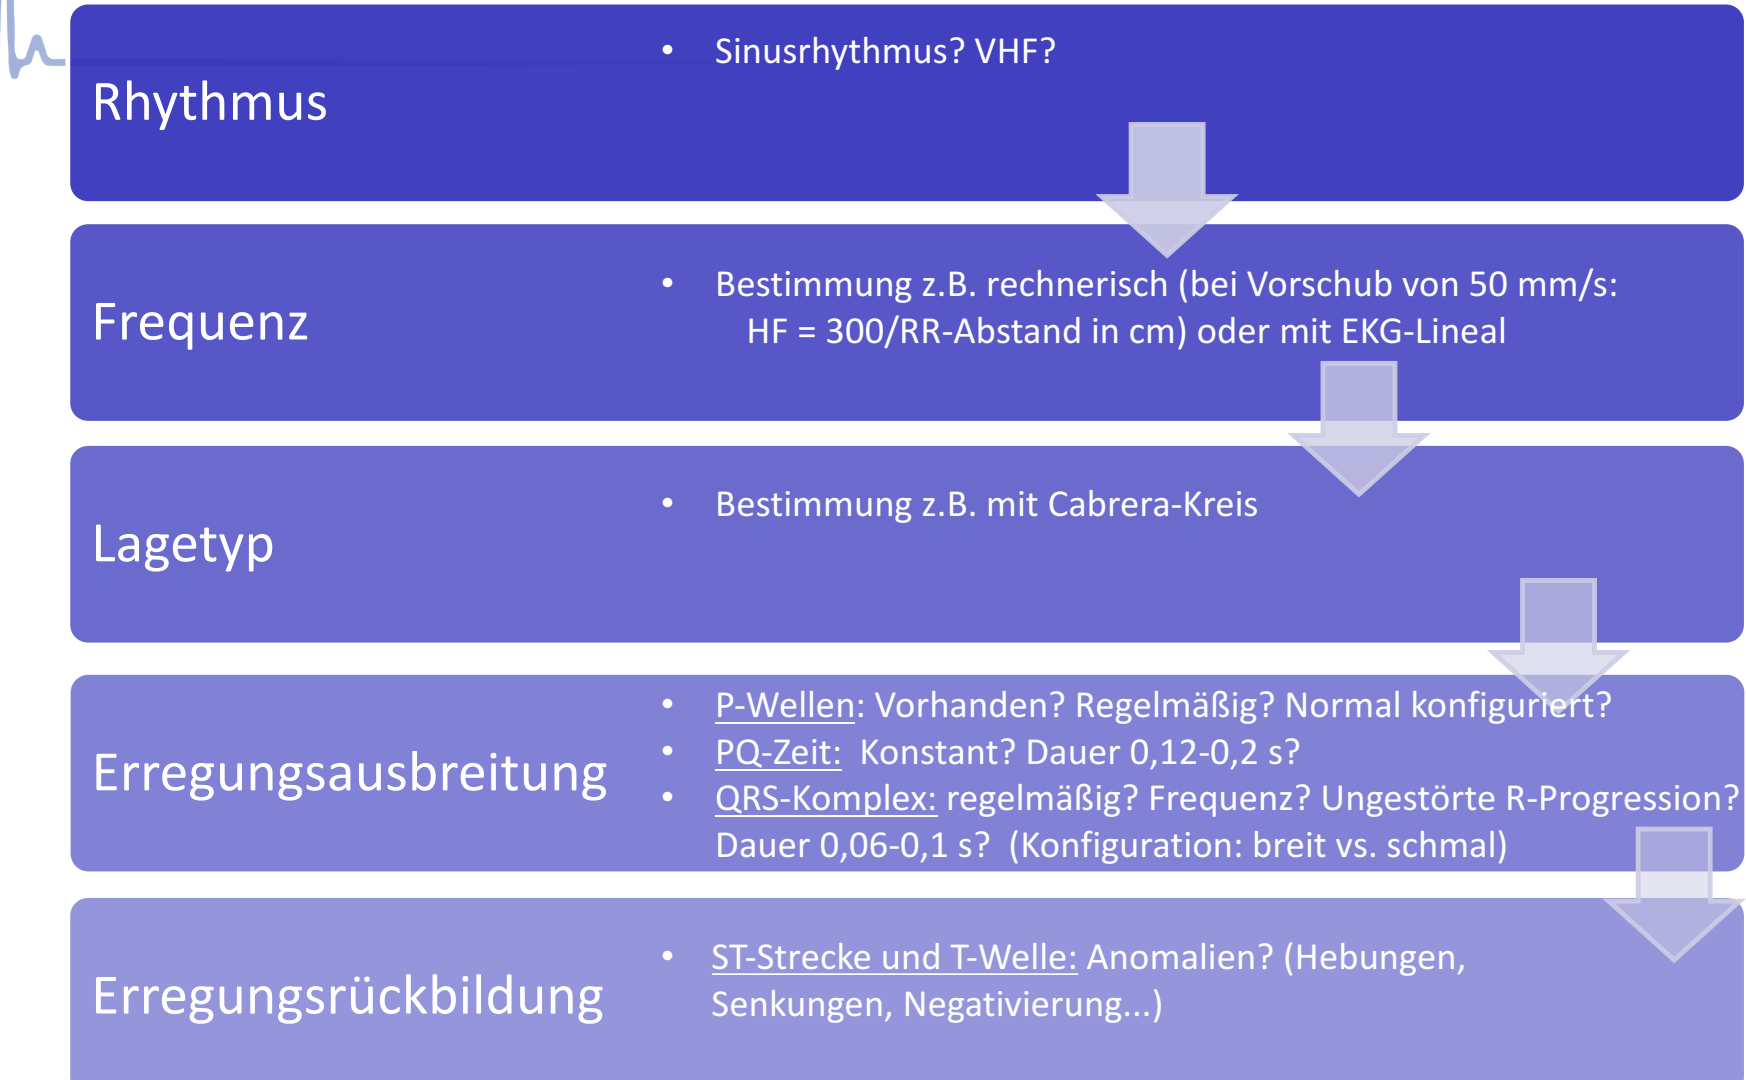 Rhythmus
• Sinusrhythmus? VHF?
Frequenz
• Bestimmung z.B. rechnerisch (bei Vorschub von 50 mm/s:
HF = 300/RR-Abstand in cm) oder mit EKG-Lineal
Lagetyp
• Bestimmung z.B. mit Cabrera-Kreis
Erregungsausbreitung
• P-Wellen: Vorhanden? Regelmäßig? Normal konfiguriert?
• PQ-Zeit: Konstant? Dauer 0,12-0,2 s?
• QRS-Komplex: regelmäßig? Frequenz? Ungestörte R-Progression?
Dauer 0,06-0,1 s? (Konfiguration: breit vs. schmal)
Erregungsrückbildung
• ST-Strecke und T-Welle: Anomalien? (Hebungen,
Senkungen, Negativierung...)